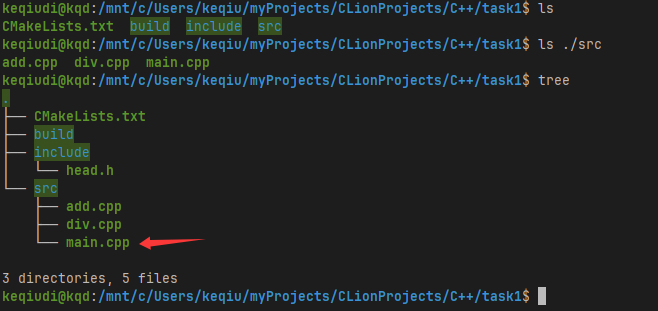 keqiudi@kqd:/mnt/c/Users/keqiu/myProjects/CLionProjects/C++/task1$ ls
CMakeLists.txt  build  include  src
keqiudi@kqd:/mnt/c/Users/keqiu/myProjects/CLionProjects/C++/task1$ ls ./src
add.cpp  div.cpp  main.cpp
keqiudi@kqd:/mnt/c/Users/keqiu/myProjects/CLionProjects/C++/task1$ tree
.
├── CMakeLists.txt
├── build
├── include
│   └── head.h
└── src
    ├── add.cpp
    ├── div.cpp
    └── main.cpp
3 directories, 5 files
keqiudi@kqd:/mnt/c/Users/keqiu/myProjects/CLionProjects/C++/task1$